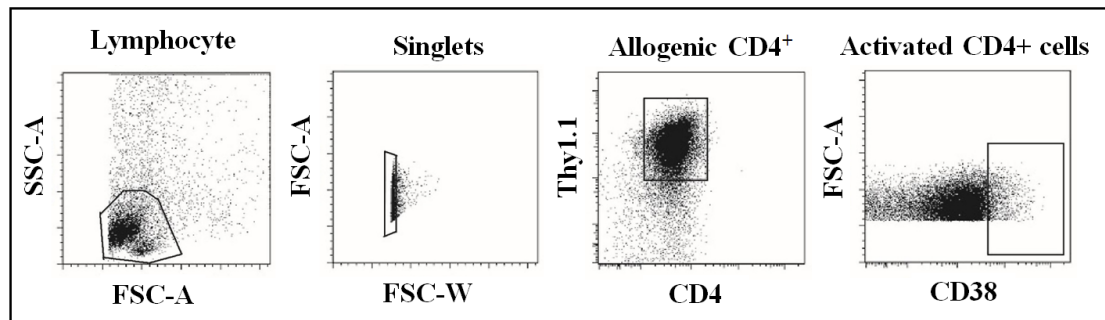 Lymphocyte
SSC-A
FSC-A
Singlets
FSC-A
FSC-W
Allogenic CD4⁺
Thy1.1
CD4
Activated CD4+ cells
FSC-A
CD38